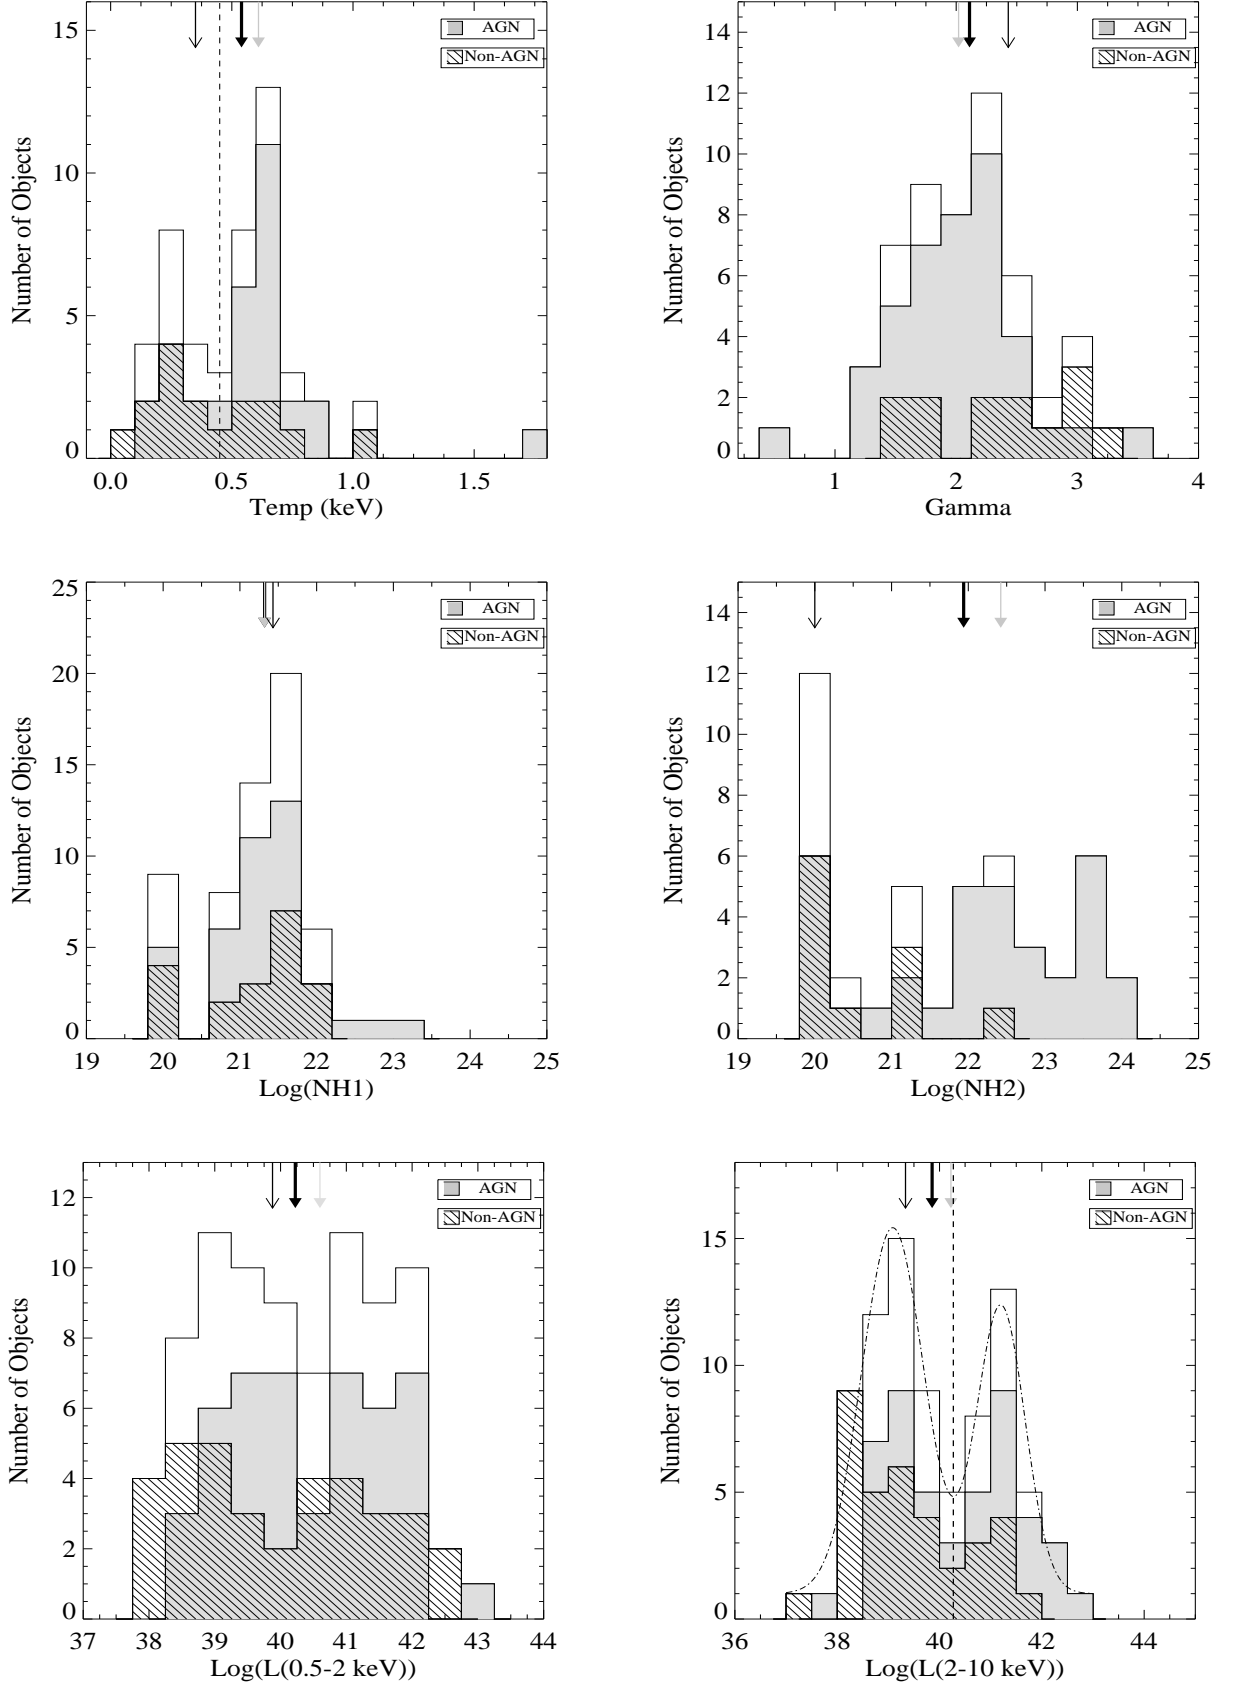 15
10
5
0
Number of Objects
AGN
Non-AGN
0.0 0.5 1.0 1.5
Temp (keV)
14
12
10
8
6
4
2
0
Number of Objects
AGN
Non-AGN
1 2 3 4
Gamma
25
20
15
10
5
0
Number of Objects
AGN
Non-AGN
19 20 21 22 23 24 25
Log(NH1)
14
12
10
8
6
4
2
0
Number of Objects
AGN
Non-AGN
19 20 21 22 23 24 25
Log(NH2)
12
10
8
6
4
2
0
Number of Objects
AGN
Non-AGN
37 38 39 40 41 42 43 44
Log(L(0.5-2 keV))
15
10
5
0
Number of Objects
AGN
Non-AGN
36 38 40 42 44
Log(L(2-10 keV))